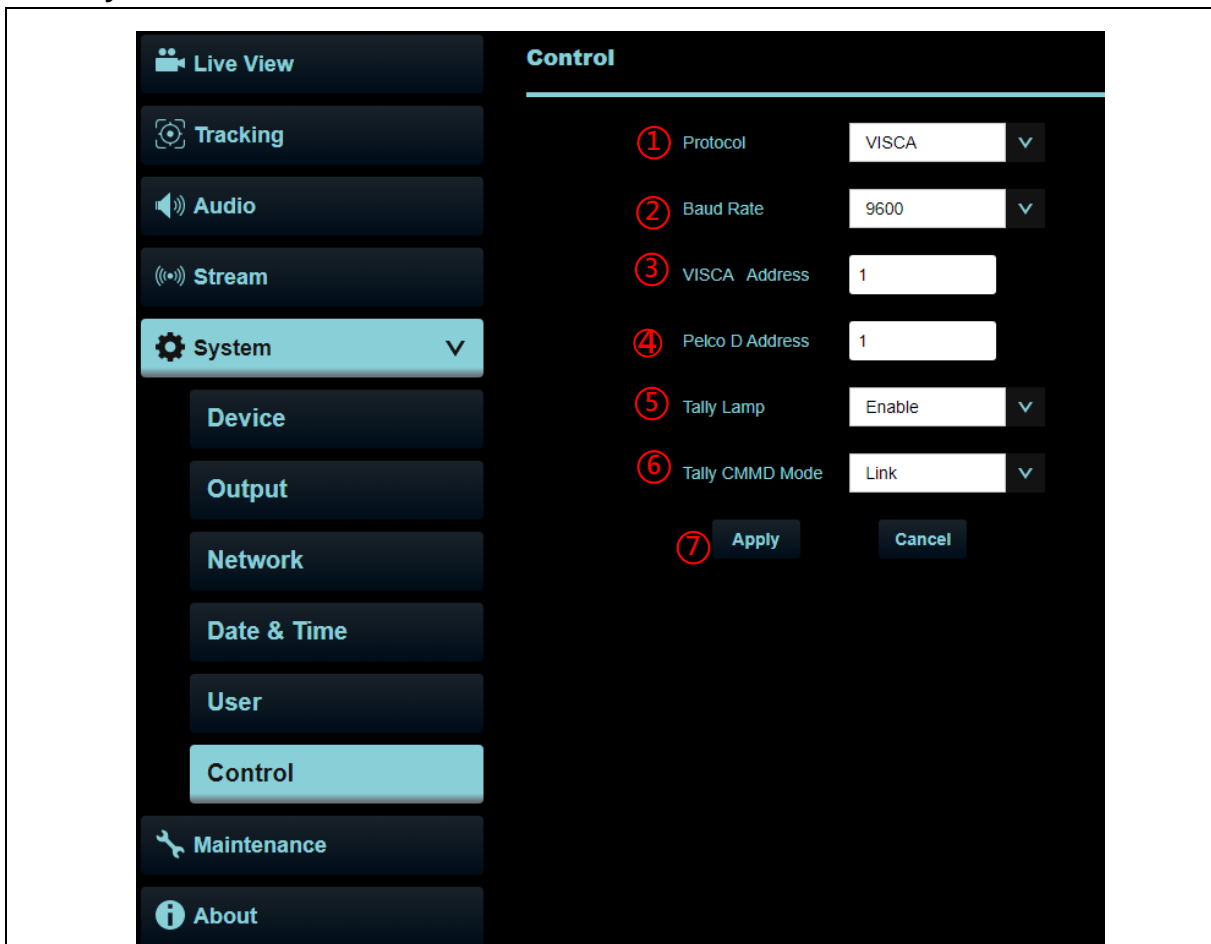 Live View
Tracking
Audio
Stream
System
Device
Output
Network
Date & Time
User
Control
Maintenance
About
Control
① Protocol VISCA
② Baud Rate 9600
③ VISCA Address 1
④ Pelco D Address 1
⑤ Tally Lamp Enable
⑥ Tally CMMD Mode Link
⑦ Apply Cancel